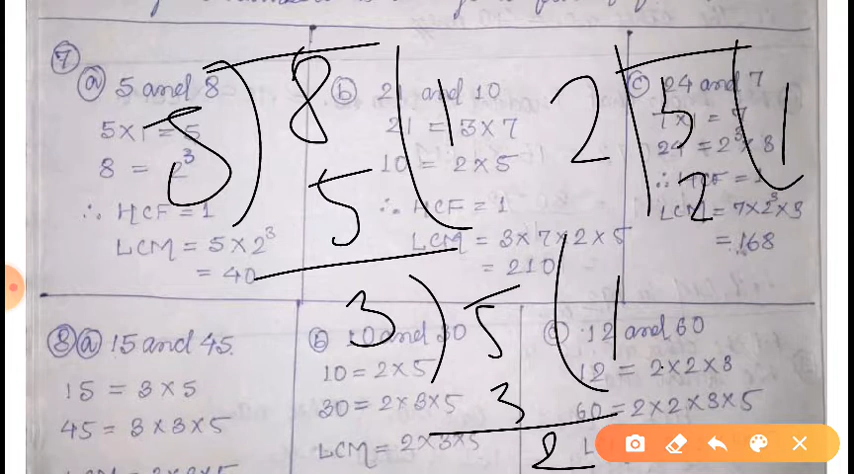 7
a 5 and 8
5 x 1 = 5
8 = 2³
∴ HCF = 1
LCM = 5 x 2³
= 40
b 21 and 10
21 = 3 x 7
10 = 2 x 5
∴ HCF = 1
LCM = 3 x 7 x 2 x 5
= 210
c 24 and 7
7 x 1 = 7
24 = 2³ x 3
∴ HCF =
LCM = 7 x 2³ x 3
= 168
5 ) 8 ( 1
5
3 ) 5 ( 1
3
2
2 ) 3 ( 1
2
8 a 15 and 45.
15 = 3 x 5
45 = 3 x 3 x 5
b 10 and 30
10 = 2 x 5
30 = 2 x 3 x 5
LCM = 2 x 3 x 5
c 12 and 60
12 = 2 x 2 x 3
60 = 2 x 2 x 3 x 5